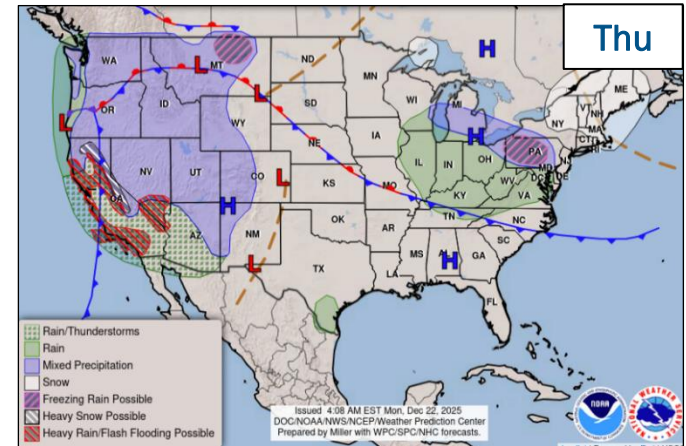 Thu
H
ME
WA
MT
L
ND
MN
VT
NH
L
WI
MI
NY
MA
OR
ID
SD
CT
RI
L
WY
H
PA
NJ
IA
MD
DE
NE
DC
NV
UT
CO
IL
IN
OH
WV
VA
CA
L
KS
MO
KY
H
NC
TN
AZ
NM
OK
AR
SC
L
MS
AL
GA
H
TX
LA
FL
Rain/Thunderstorms
Rain
Mixed Precipitation
Snow
Freezing Rain Possible
Heavy Snow Possible
Heavy Rain/Flash Flooding Possible
Issued 4:08 AM EST Mon, Dec 22, 2025
DOC/NOAA/NWS/NCEP/Weather Prediction Center
Prepared by Miller with WPC/SPC/NHC forecasts.
NOAA
NATIONAL WEATHER SERVICE